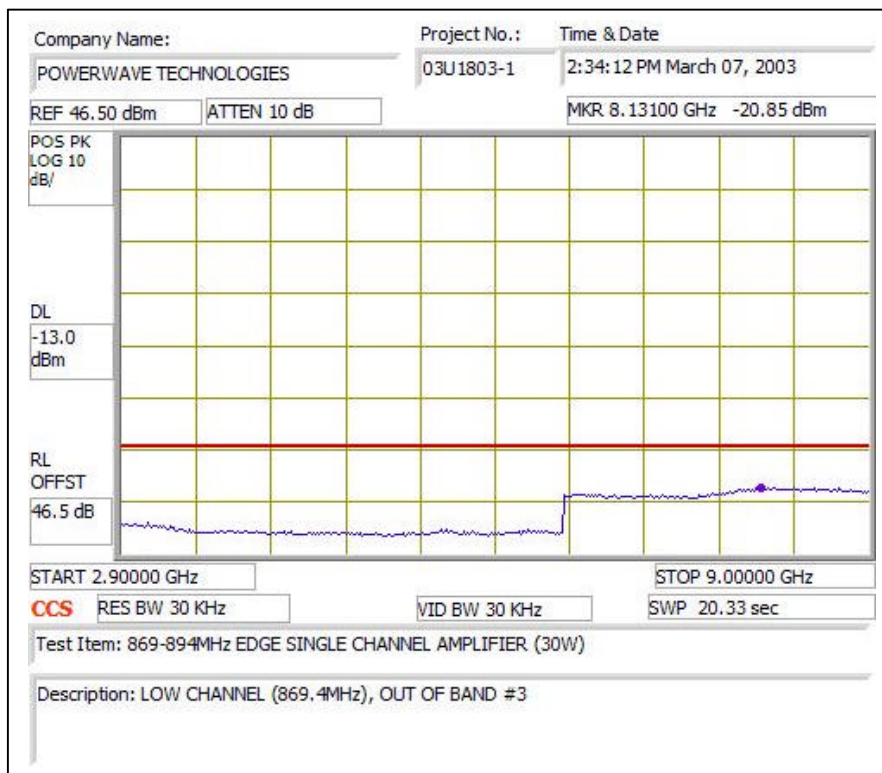 Company Name:
Project No.:
Time & Date
POWERWAVE TECHNOLOGIES
03U1803-1
2:34:12 PM March 07, 2003
REF 46.50 dBm
ATTEN 10 dB
MKR 8.13100 GHz -20.85 dBm
POS PK
LOG 10
dB/
DL
-13.0
dBm
RL
OFFST
46.5 dB
START 2.90000 GHz
STOP 9.00000 GHz
CCS
RES BW 30 KHz
VID BW 30 KHz
SWP 20.33 sec
Test Item: 869-894MHz EDGE SINGLE CHANNEL AMPLIFIER (30W)
Description: LOW CHANNEL (869.4MHz), OUT OF BAND #3